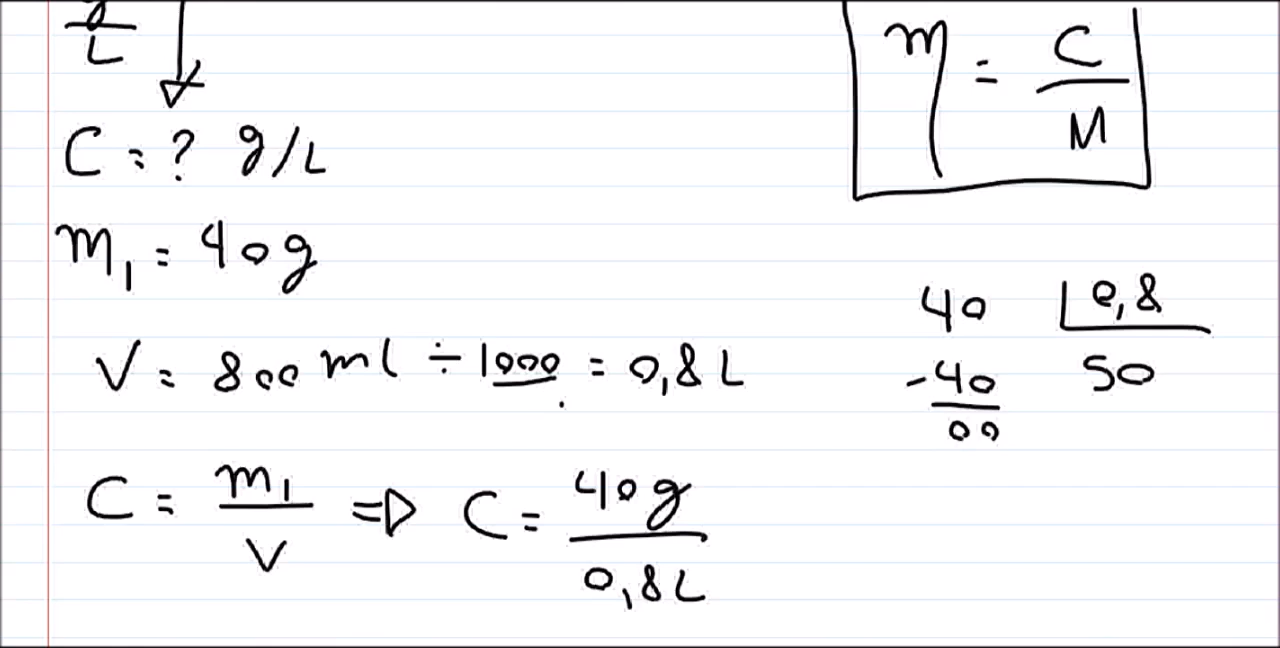 g/L
C = ? g/L
m₁ = 40g
V = 800 ml ÷ 1000 = 0,8 L
C = m₁/V ⇒ C = 40g/0,8L
m = C/M
40 | 0,8
-40 50
00